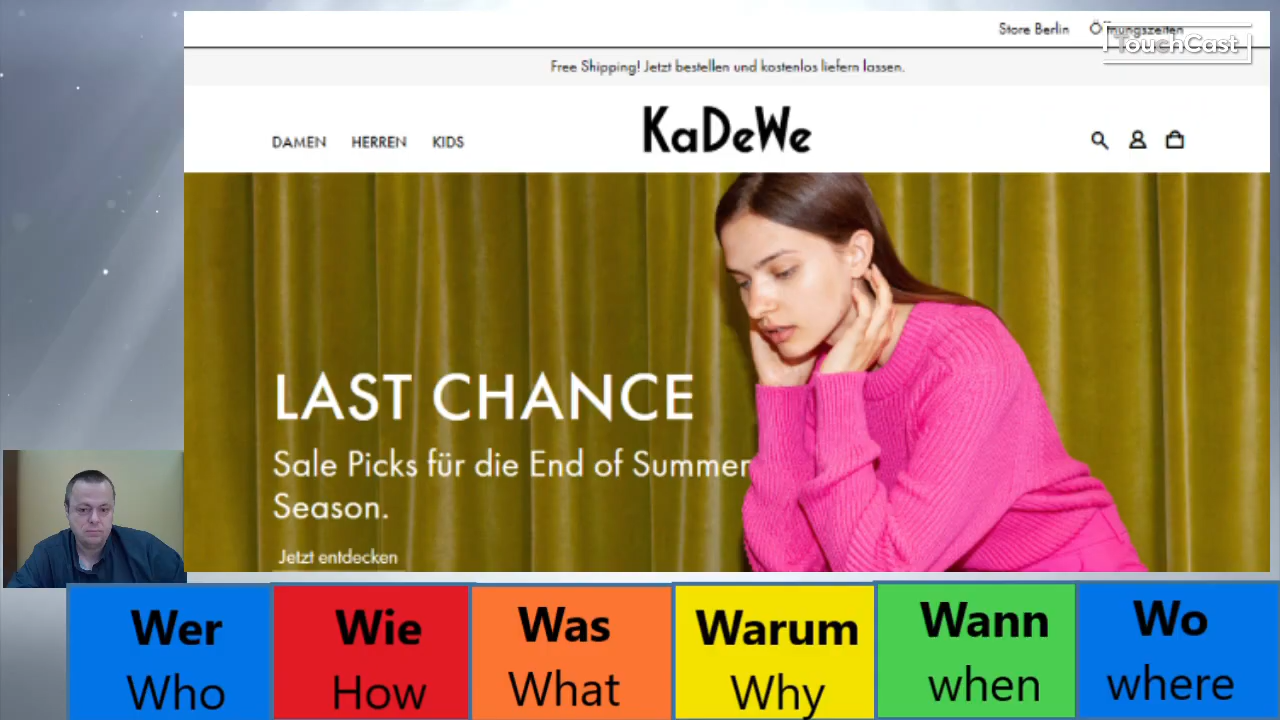 Store Berlin Öffnungszeiten
TouchCast
Free Shipping! Jetzt bestellen und kostenlos liefern lassen.
DAMEN HERREN KIDS
KaDeWe
LAST CHANCE
Sale Picks für die End of Summer
Season.
Jetzt entdecken
Wer Wie Was Warum Wann Wo
Who How What Why when where